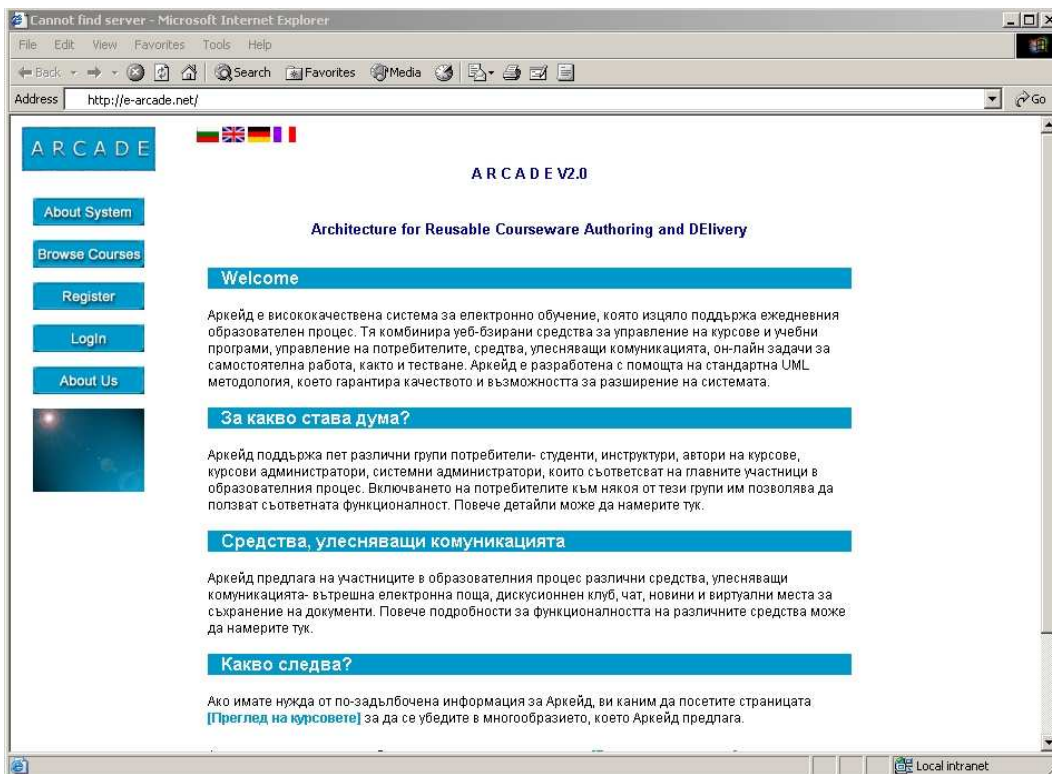 Cannot find server - Microsoft Internet Explorer
File Edit View Favorites Tools Help
Back Search Favorites Media
Address http://e-arcade.net/ Go
ARCADE
A R C A D E V2.0
About System
Architecture for Reusable Courseware Authoring and DElivery
Browse Courses
Register
LogIn
About Us
Welcome
Аркейд е висококачествена система за електронно обучение, която изцяло поддържа ежедневния
образователен процес. Тя комбинира уеб-бзирани средства за управление на курсове и учебни
програми, управление на потребителите, средтва, улесняващи комуникацията, он-лайн задачи за
самостоятелна работа, както и тестване. Аркейд е разработена с помощта на стандартна UML
методология, което гарантира качеството и възможността за разширение на системата.
За какво става дума?
Аркейд поддържа пет различни групи потребители- студенти, инструктури, автори на курсове,
курсови администратори, системни администратори, които съответсват на главните участници в
образователния процес. Включването на потребителите към някоя от тези групи им позволява да
ползват съответната функционалност. Повече детайли може да намерите тук.
Средства, улесняващи комуникацията
Аркейд предлага на участниците в образователния процес различни средства, улесняващи
комуникацията- вътрешна електронна поща, дискусионнен клуб, чат, новини и виртуални места за
съхранение на документи. Повече подробности за функционалността на различните средства може
да намерите тук.
Какво следва?
Ако имате нужда от по-задълбочена информация за Аркейд, ви каним да посетите страницата
[Преглед на курсовете] за да се убедите в многообразието, което Аркейд предлага.
Local intranet